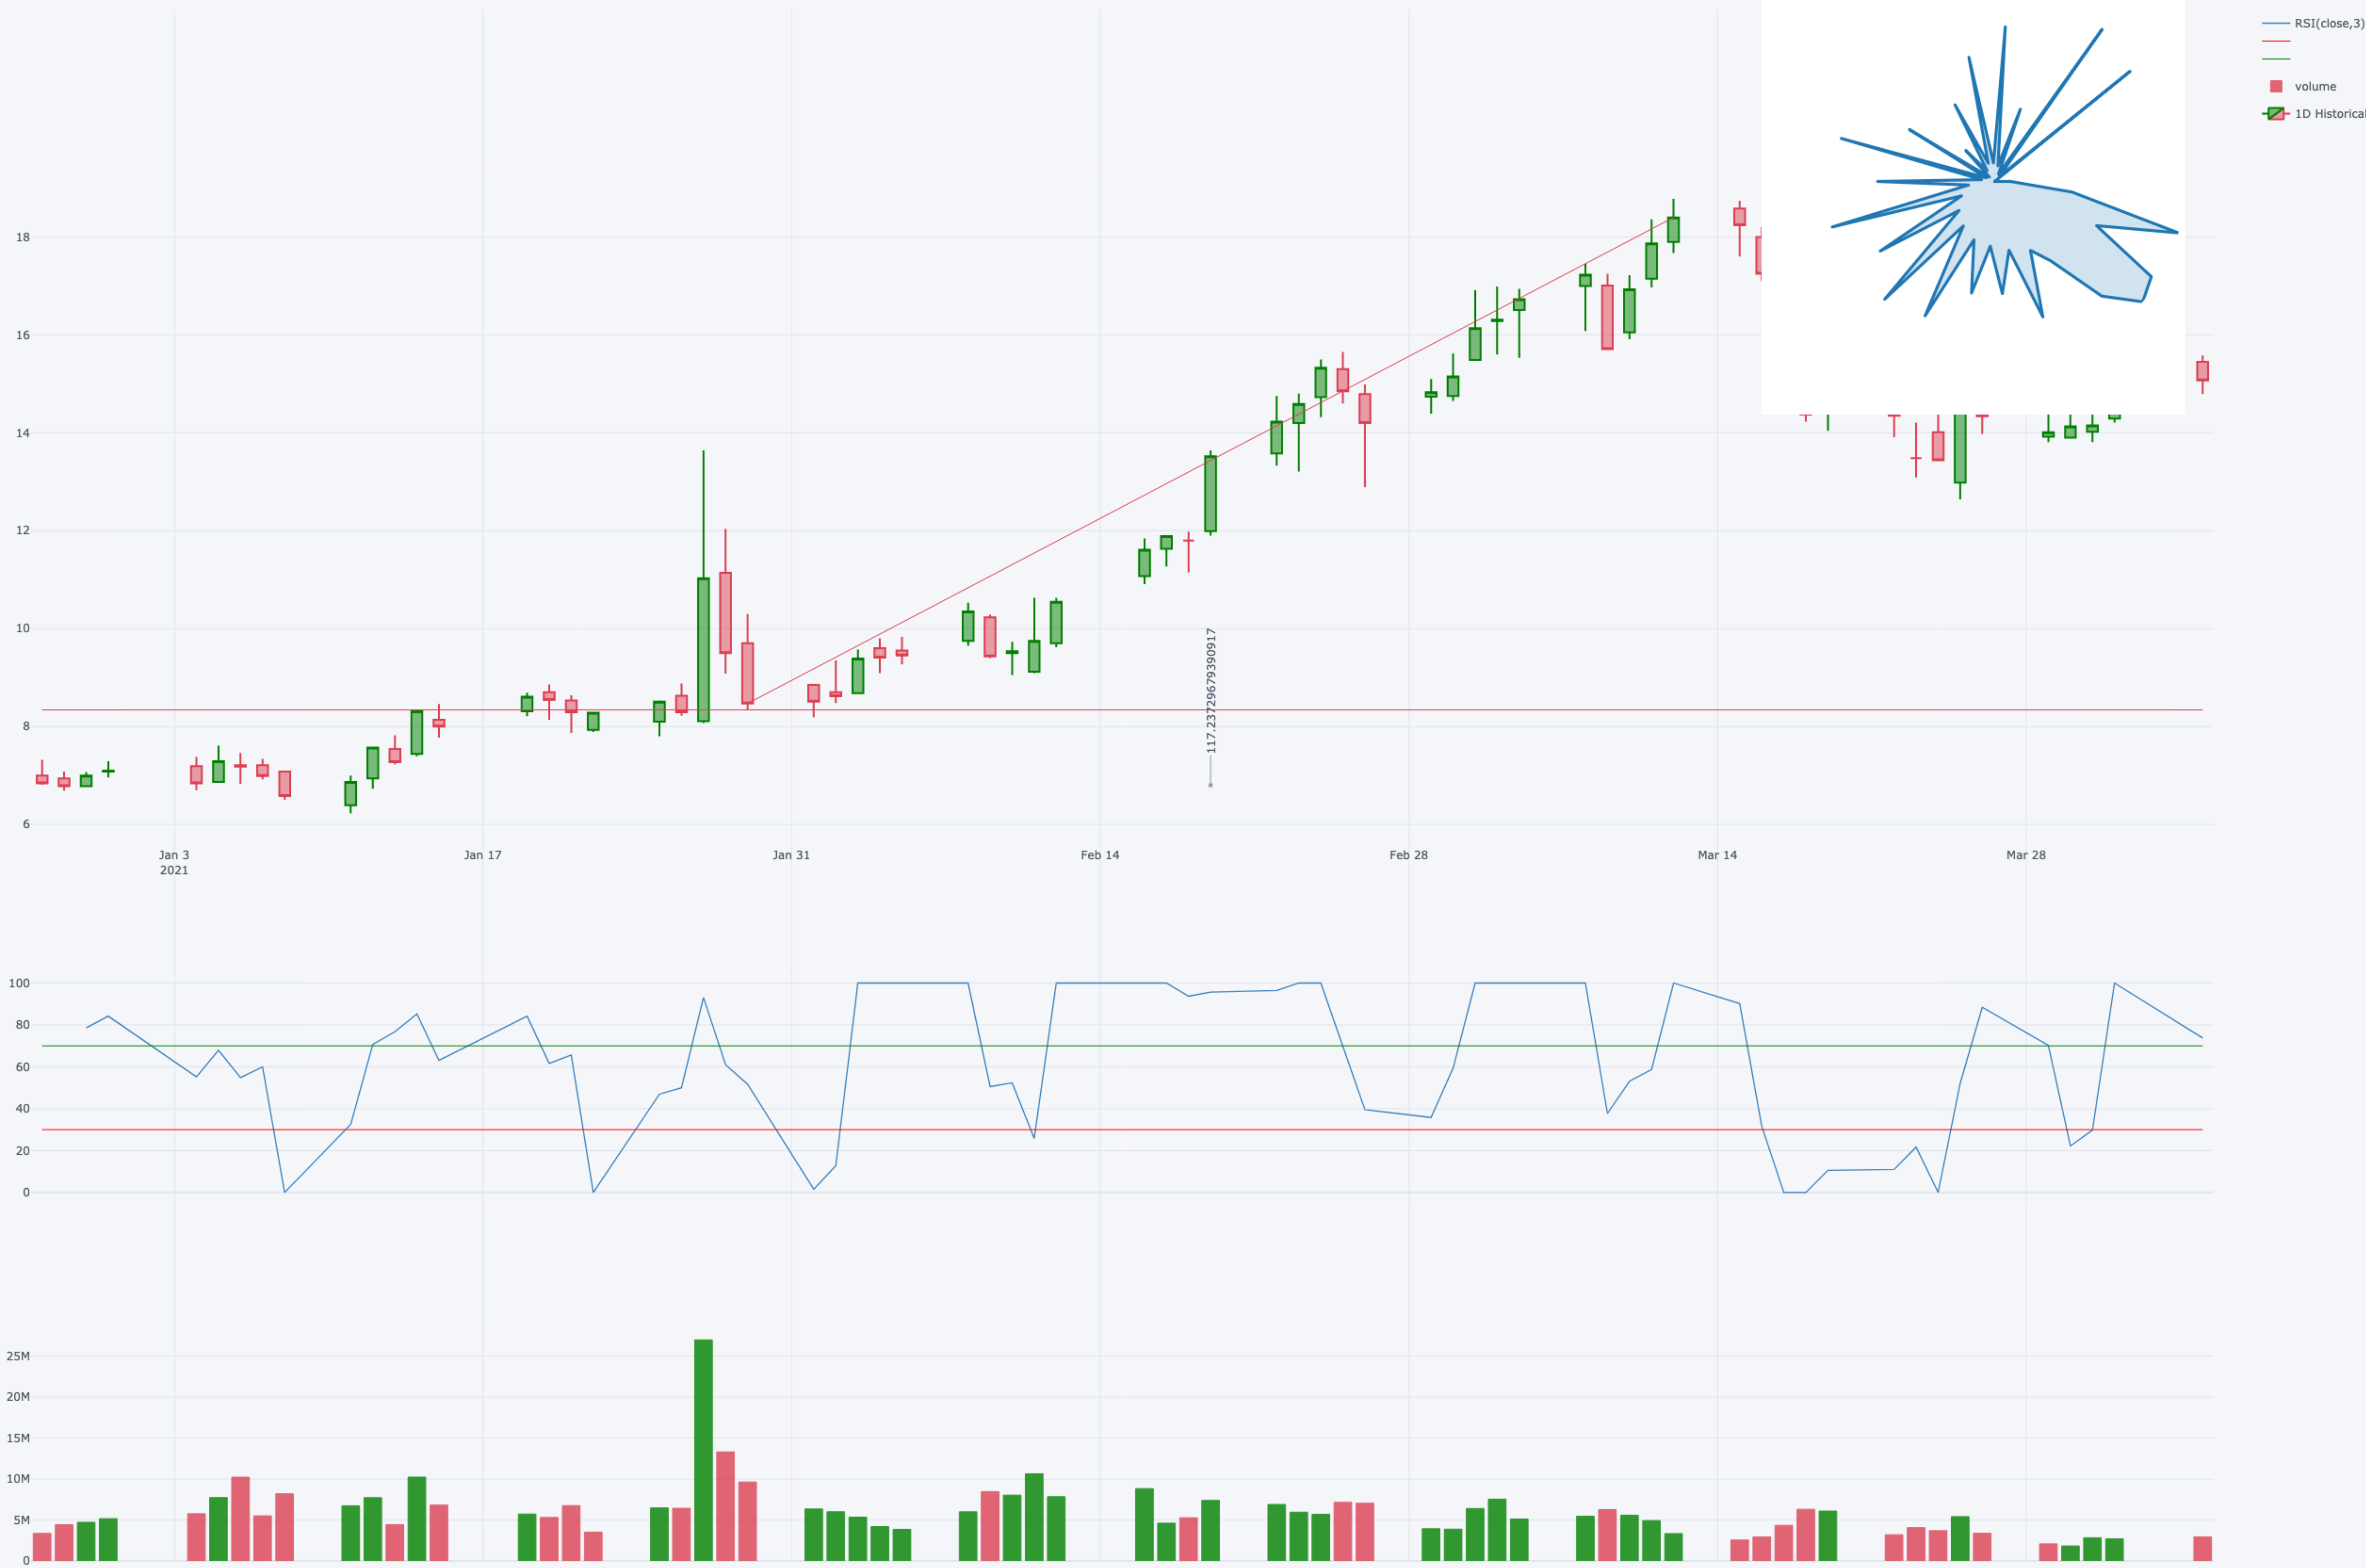 RSI(close,3)
volume
1D Historical
18
16
14
12
10
8
6
117.2372296793909​17
Jan 3
2021
Jan 17
Jan 31
Feb 14
Feb 28
Mar 14
Mar 28
100
80
60
40
20
0
25M
20M
15M
10M
5M
0